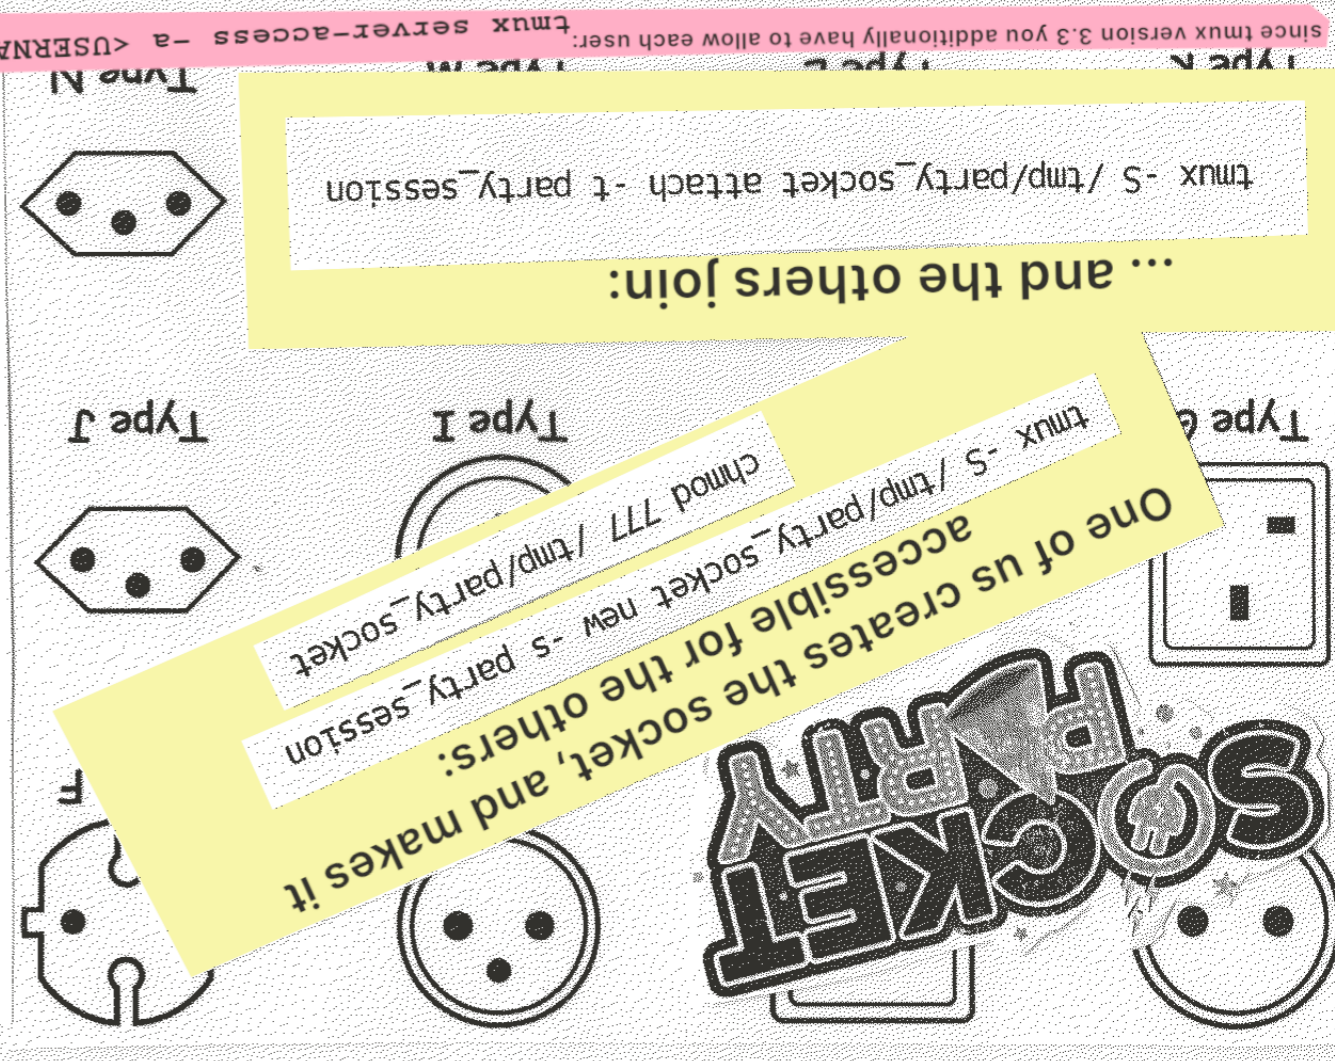 SOCKET
PARTY
One of us creates the socket, and makes it
accessible for the others:
tmux -S /tmp/party_socket new -s party_session
chmod 777 /tmp/party_socket
F
Type G
Type I
Type J
... and the others join:
tmux -S /tmp/party_socket attach -t party_session
Type K
Type L
Type M
Type N
since tmux version 3.3 you additionally have to allow each user: tmux server-access -a <USERNA